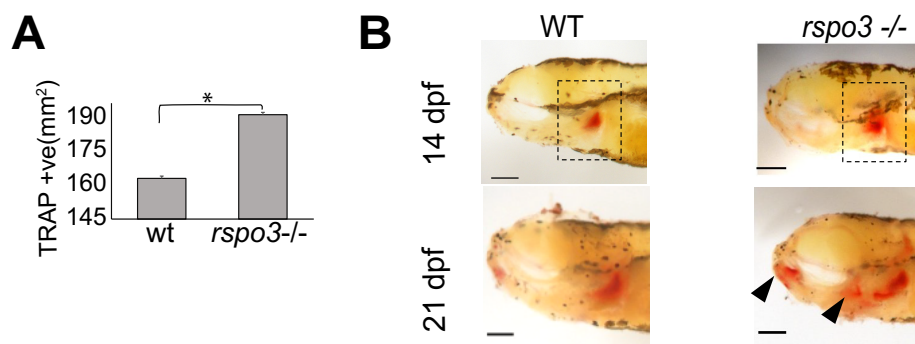 A
TRAP +ve(mm²)
190
175
160
145
*
wt
rspo3-/-
B
WT
rspo3 -/-
14 dpf
21 dpf